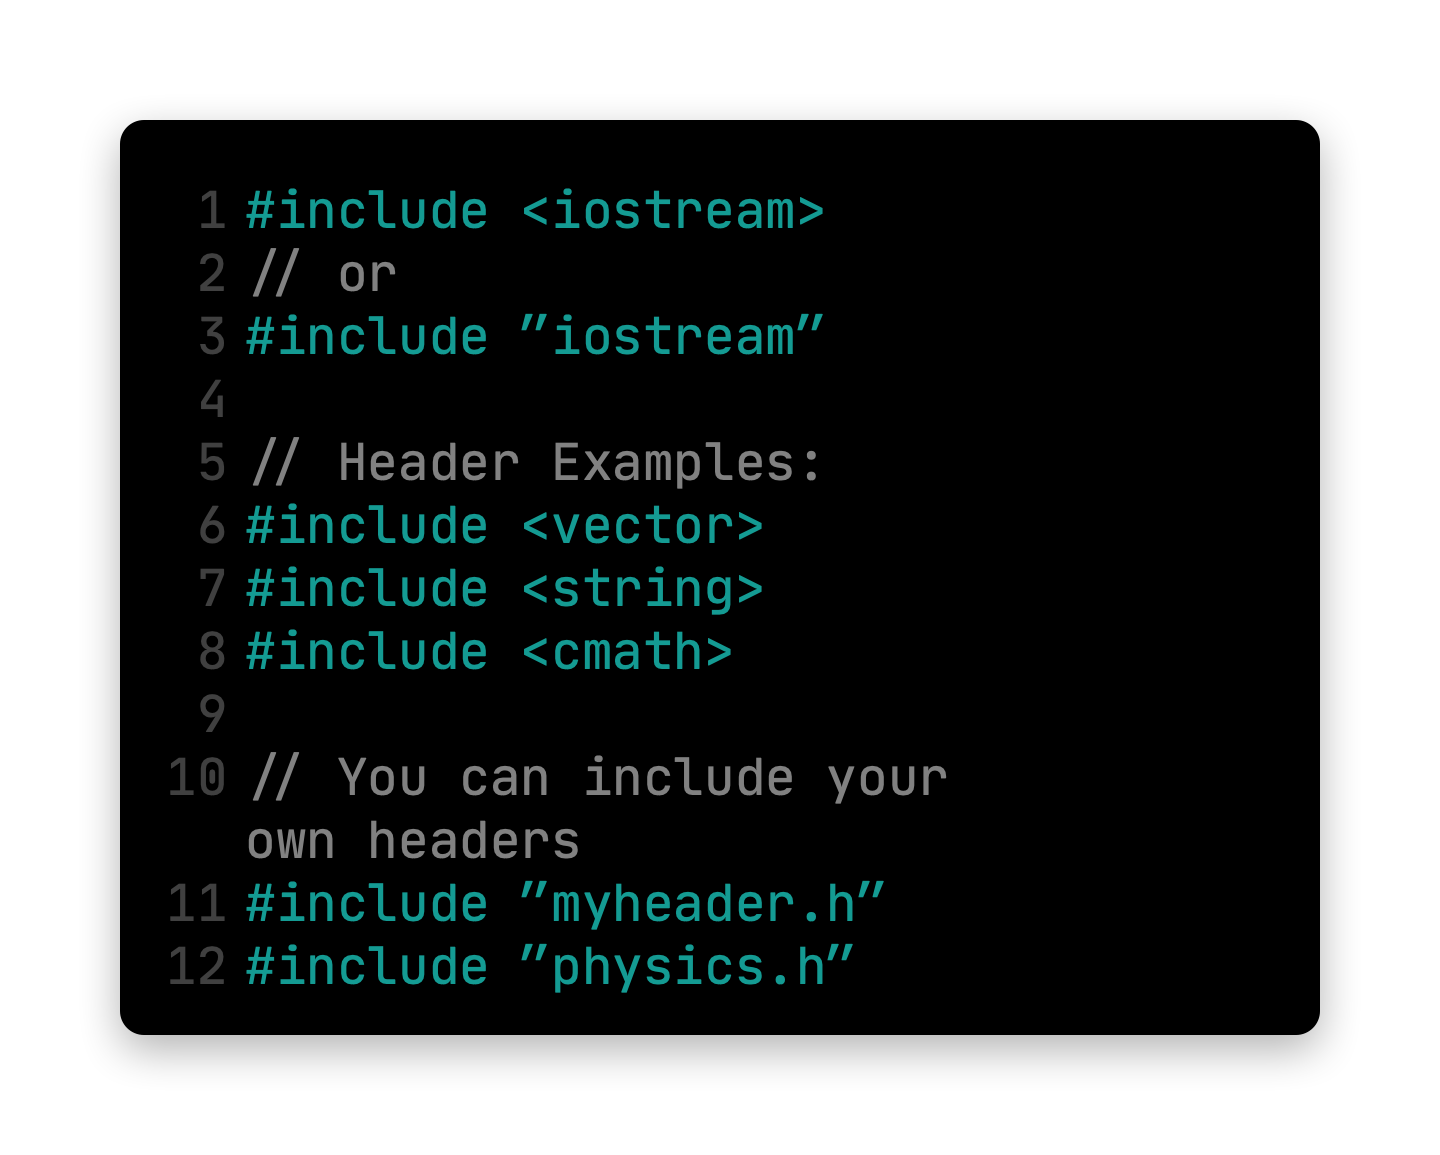 1 #include <iostream>
2 // or
3 #include ”iostream”
4
5 // Header Examples:
6 #include <vector>
7 #include <string>
8 #include <cmath>
9
10 // You can include your
own headers
11 #include ”myheader.h”
12 #include ”physics.h”